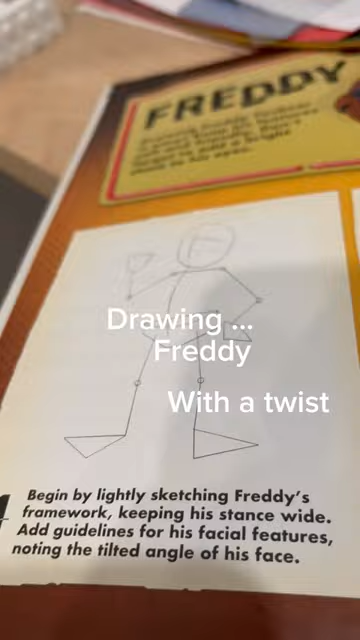 FREDDY
Drawing ...
Freddy
With a twist
Begin by lightly sketching Freddy's
framework, keeping his stance wide.
Add guidelines for his facial features,
noting the tilted angle of his face.